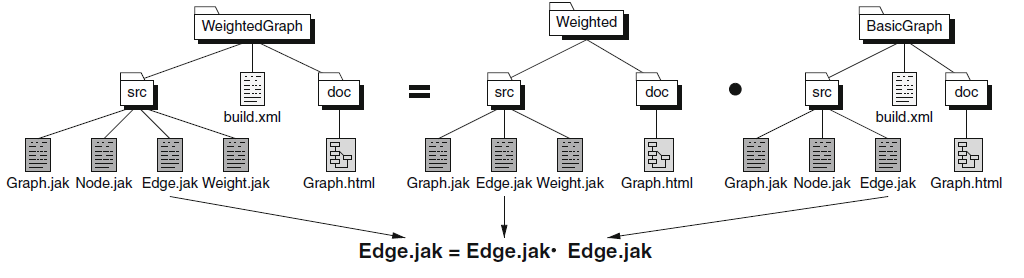 WeightedGraph Weighted BasicGraph
src doc = src doc • src doc
build.xml build.xml
Graph.jak Node.jak Edge.jak Weight.jak Graph.html Graph.jak Edge.jak Weight.jak Graph.html Graph.jak Node.jak Edge.jak Graph.html
Edge.jak = Edge.jak • Edge.jak